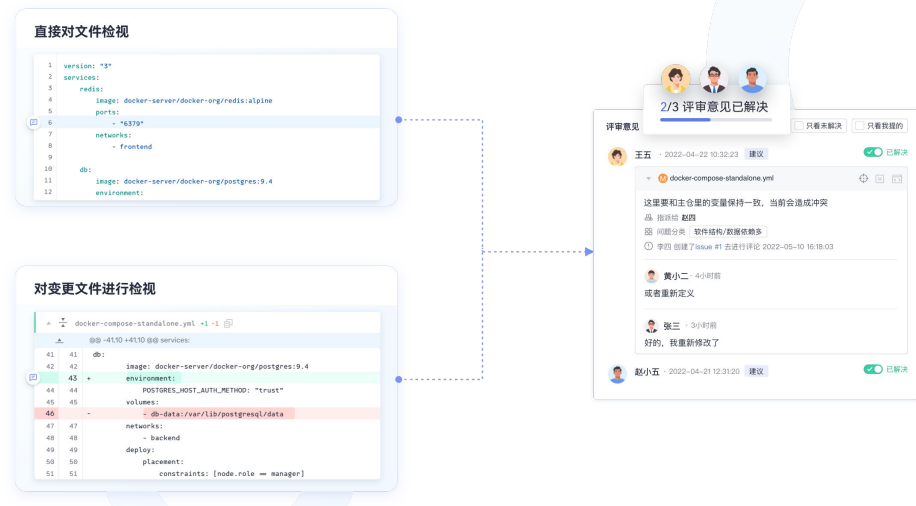 直接对文件检视
1 version: "3"
2 services:
3 redis:
4 image: docker-server/docker-org/redis:alpine
5 ports:
6 - "6379"
7 networks:
8 - frontend
9
10 db:
11 image: docker-server/docker-org/postgres:9.4
12 environment:
对变更文件进行检视
docker-compose-standalone.yml +1 -1
@@ -41,10 +41,10 @@ services:
41 41 db:
42 42 image: docker-server/docker-org/postgres:9.4
43 + environment:
44 44 POSTGRES_HOST_AUTH_METHOD: "trust"
45 45 volumes:
46 - - db-data:/var/lib/postgresql/data
47 47 networks:
48 48 - backend
49 49 deploy:
50 50 placement:
51 51 constraints: [node.role == manager]
2/3 评审意见已解决
评审意见 只看未解决 只看我提的
王五 · 2022-04-22 10:32:23 建议 已解决
M docker-compose-standalone.yml
这里要和主仓里的变量保持一致，当前会造成冲突
指派给 赵四
问题分类 软件结构/数据依赖多
李四 创建了issue #1 去进行评论 2022-05-10 16:18:03
黄小二 · 4小时前
或者重新定义
张三 · 3小时前
好的，我重新修改了
赵小五 · 2022-04-21 12:31:20 建议 已解决